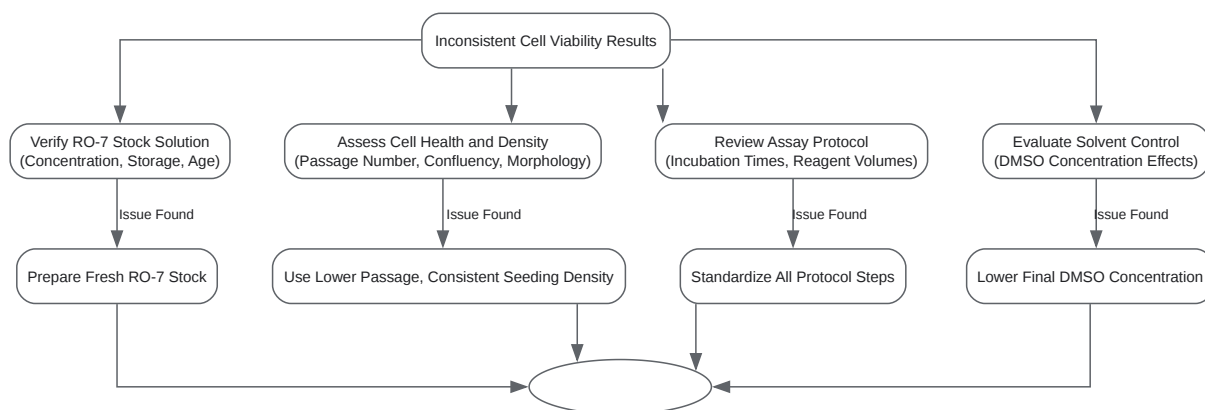 Inconsistent Cell Viability Results
Verify RO-7 Stock Solution
(Concentration, Storage, Age)
Assess Cell Health and Density
(Passage Number, Confluency, Morphology)
Review Assay Protocol
(Incubation Times, Reagent Volumes)
Evaluate Solvent Control
(DMSO Concentration Effects)
Issue Found
Issue Found
Issue Found
Issue Found
Prepare Fresh RO-7 Stock
Use Lower Passage, Consistent Seeding Density
Standardize All Protocol Steps
Lower Final DMSO Concentration